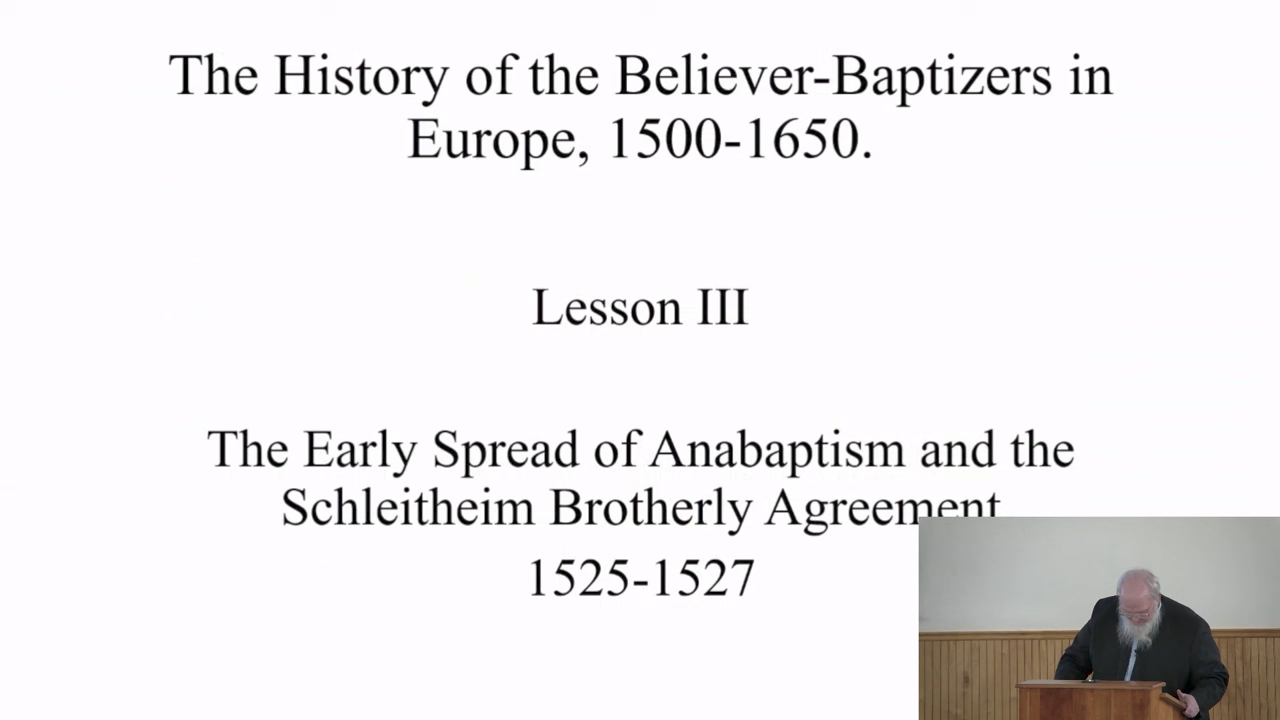 The History of the Believer-Baptizers in
Europe, 1500-1650.
Lesson III
The Early Spread of Anabaptism and the
Schleitheim Brotherly Agreement
1525-1527